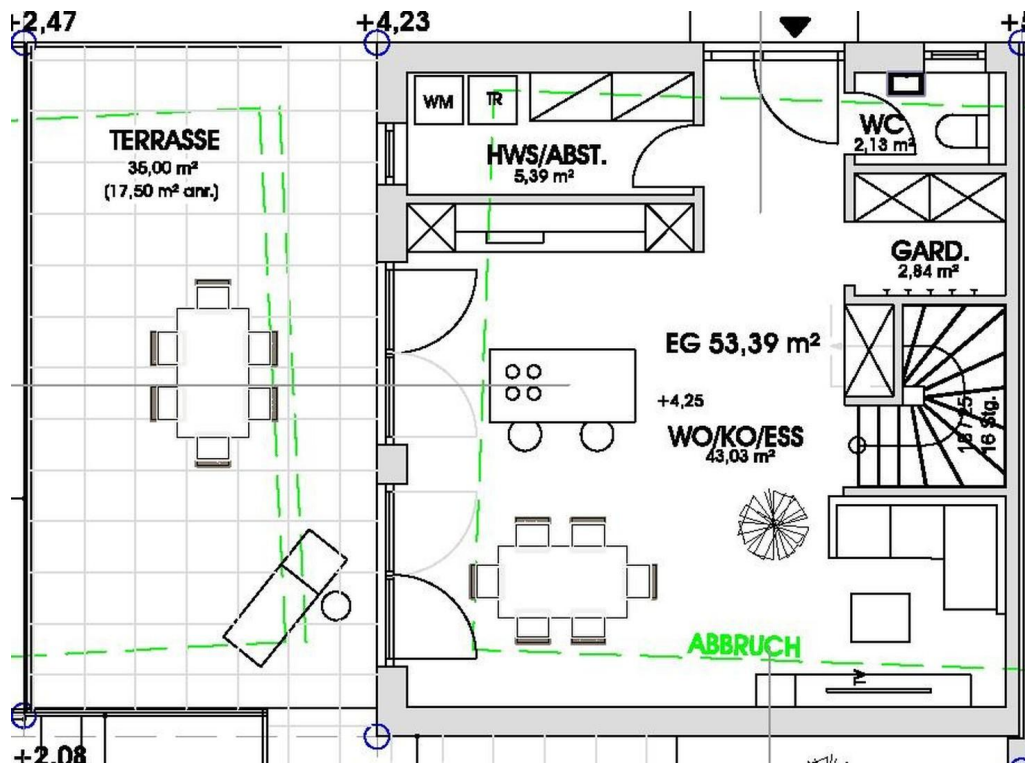 +2,47
+4,23
WM
TR
HWS/ABST.
5,39 m²
WC
2,13 m²
TERRASSE
35,00 m²
(17,50 m² anr.)
GARD.
2,84 m²
EG 53,39 m²
+4,25
WO/KO/ESS
43,03 m²
16 Stg.
ABBRUCH
TV
+2,08